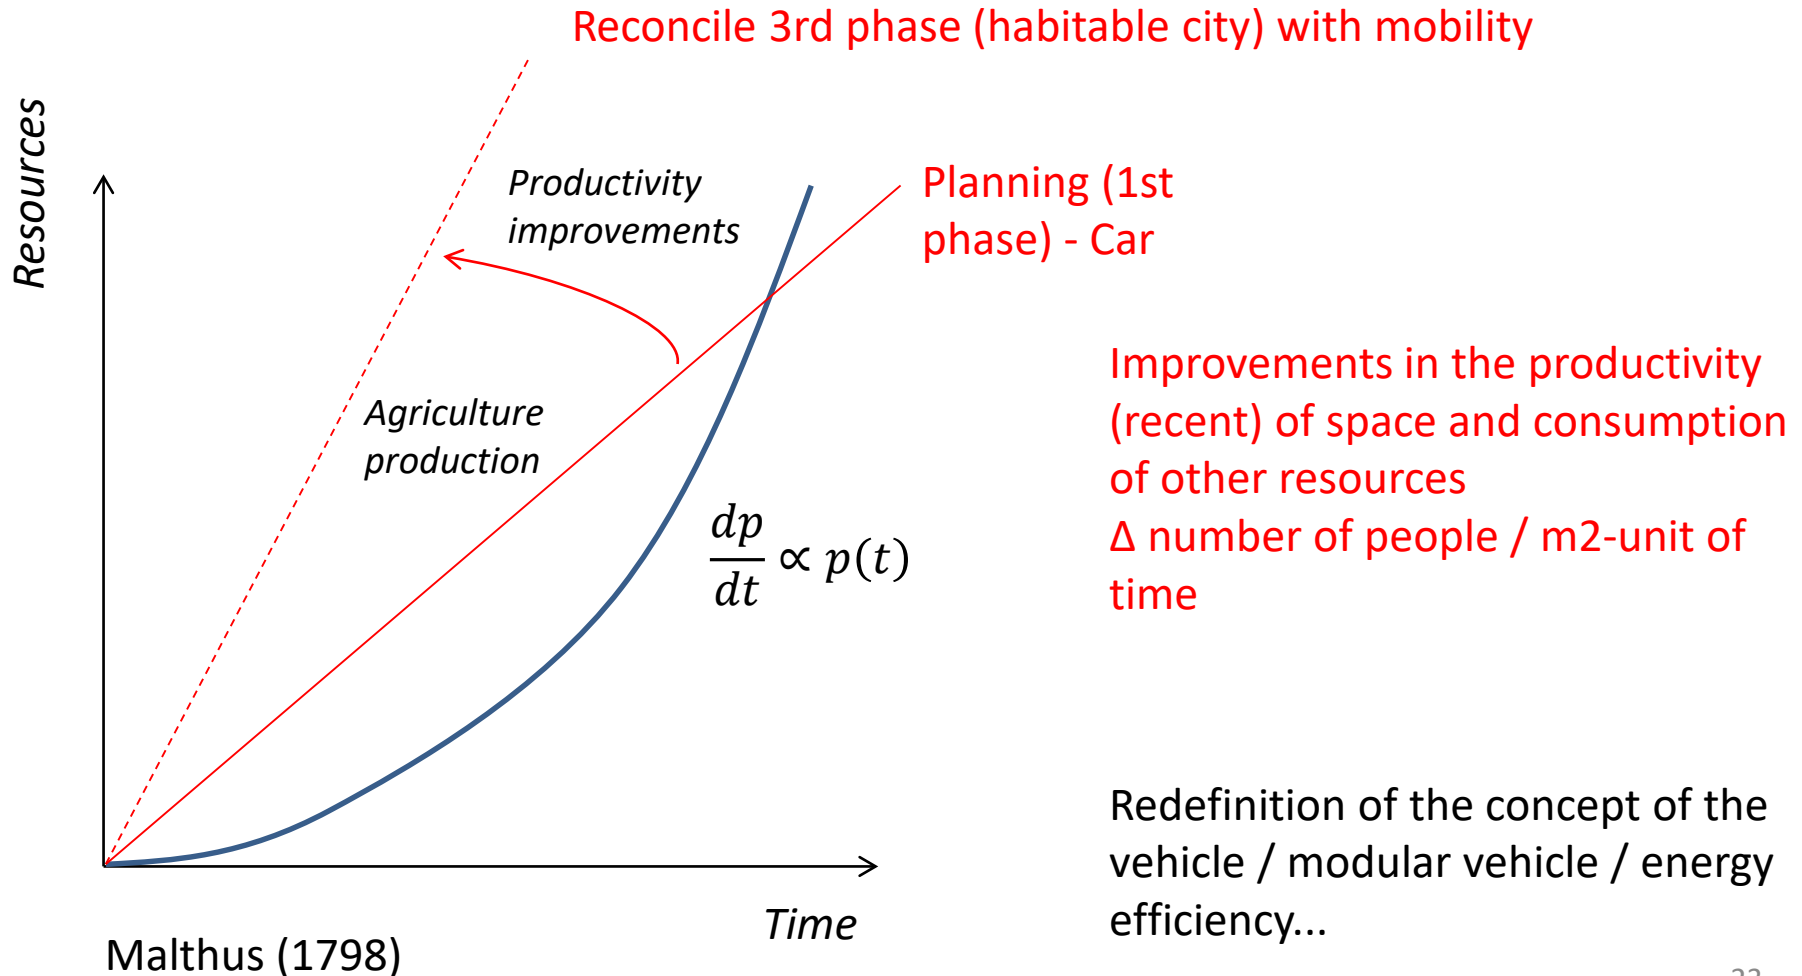 Reconcile 3rd phase (habitable city) with mobility
Resources
Productivity
improvements
Planning (1st
phase) - Car
Agriculture
production
dp/dt ∝ p(t)
Improvements in the productivity
(recent) of space and consumption
of other resources
Δ number of people / m2-unit of
time
Redefinition of the concept of the
vehicle / modular vehicle / energy
efficiency...
Time
Malthus (1798)